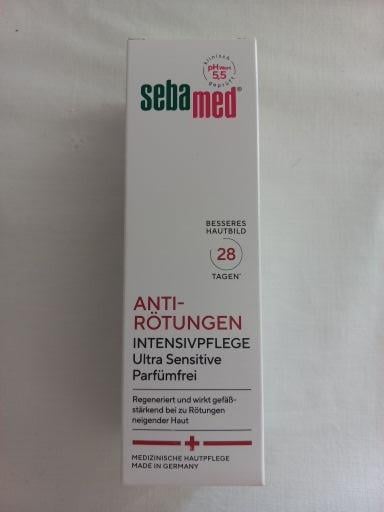 klinisch
pH Wert
5,5
geprüft
sebamed®
BESSERES
HAUTBILD
28
TAGEN*
ANTI-
RÖTUNGEN
INTENSIVPFLEGE
Ultra Sensitive
Parfümfrei
Regeneriert und wirkt gefäß-
stärkend bei zu Rötungen
neigender Haut
MEDIZINISCHE HAUTPFLEGE
MADE IN GERMANY